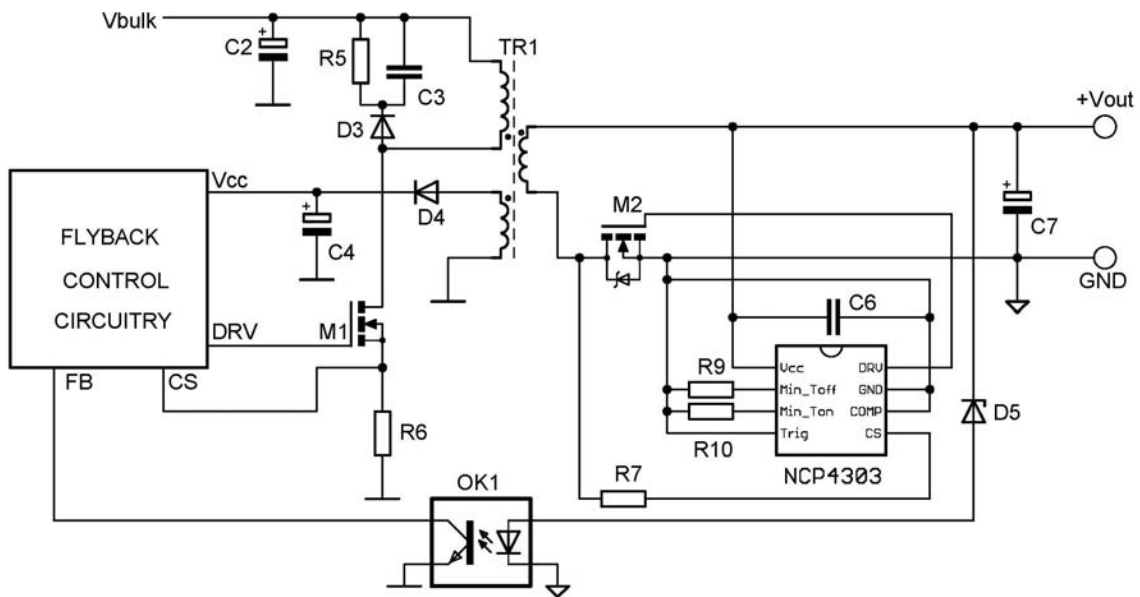 Vbulk
+
C2
R5
C3
TR1
D3
+Vout
Vcc
+
C4
D4
M2
+
C7
GND
FLYBACK
CONTROL
CIRCUITRY
DRV
M1
FB
CS
R6
C6
R9
R10
Vcc
Min_Toff
Min_Ton
Trig
DRV
GND
COMP
CS
NCP4303
D5
R7
OK1